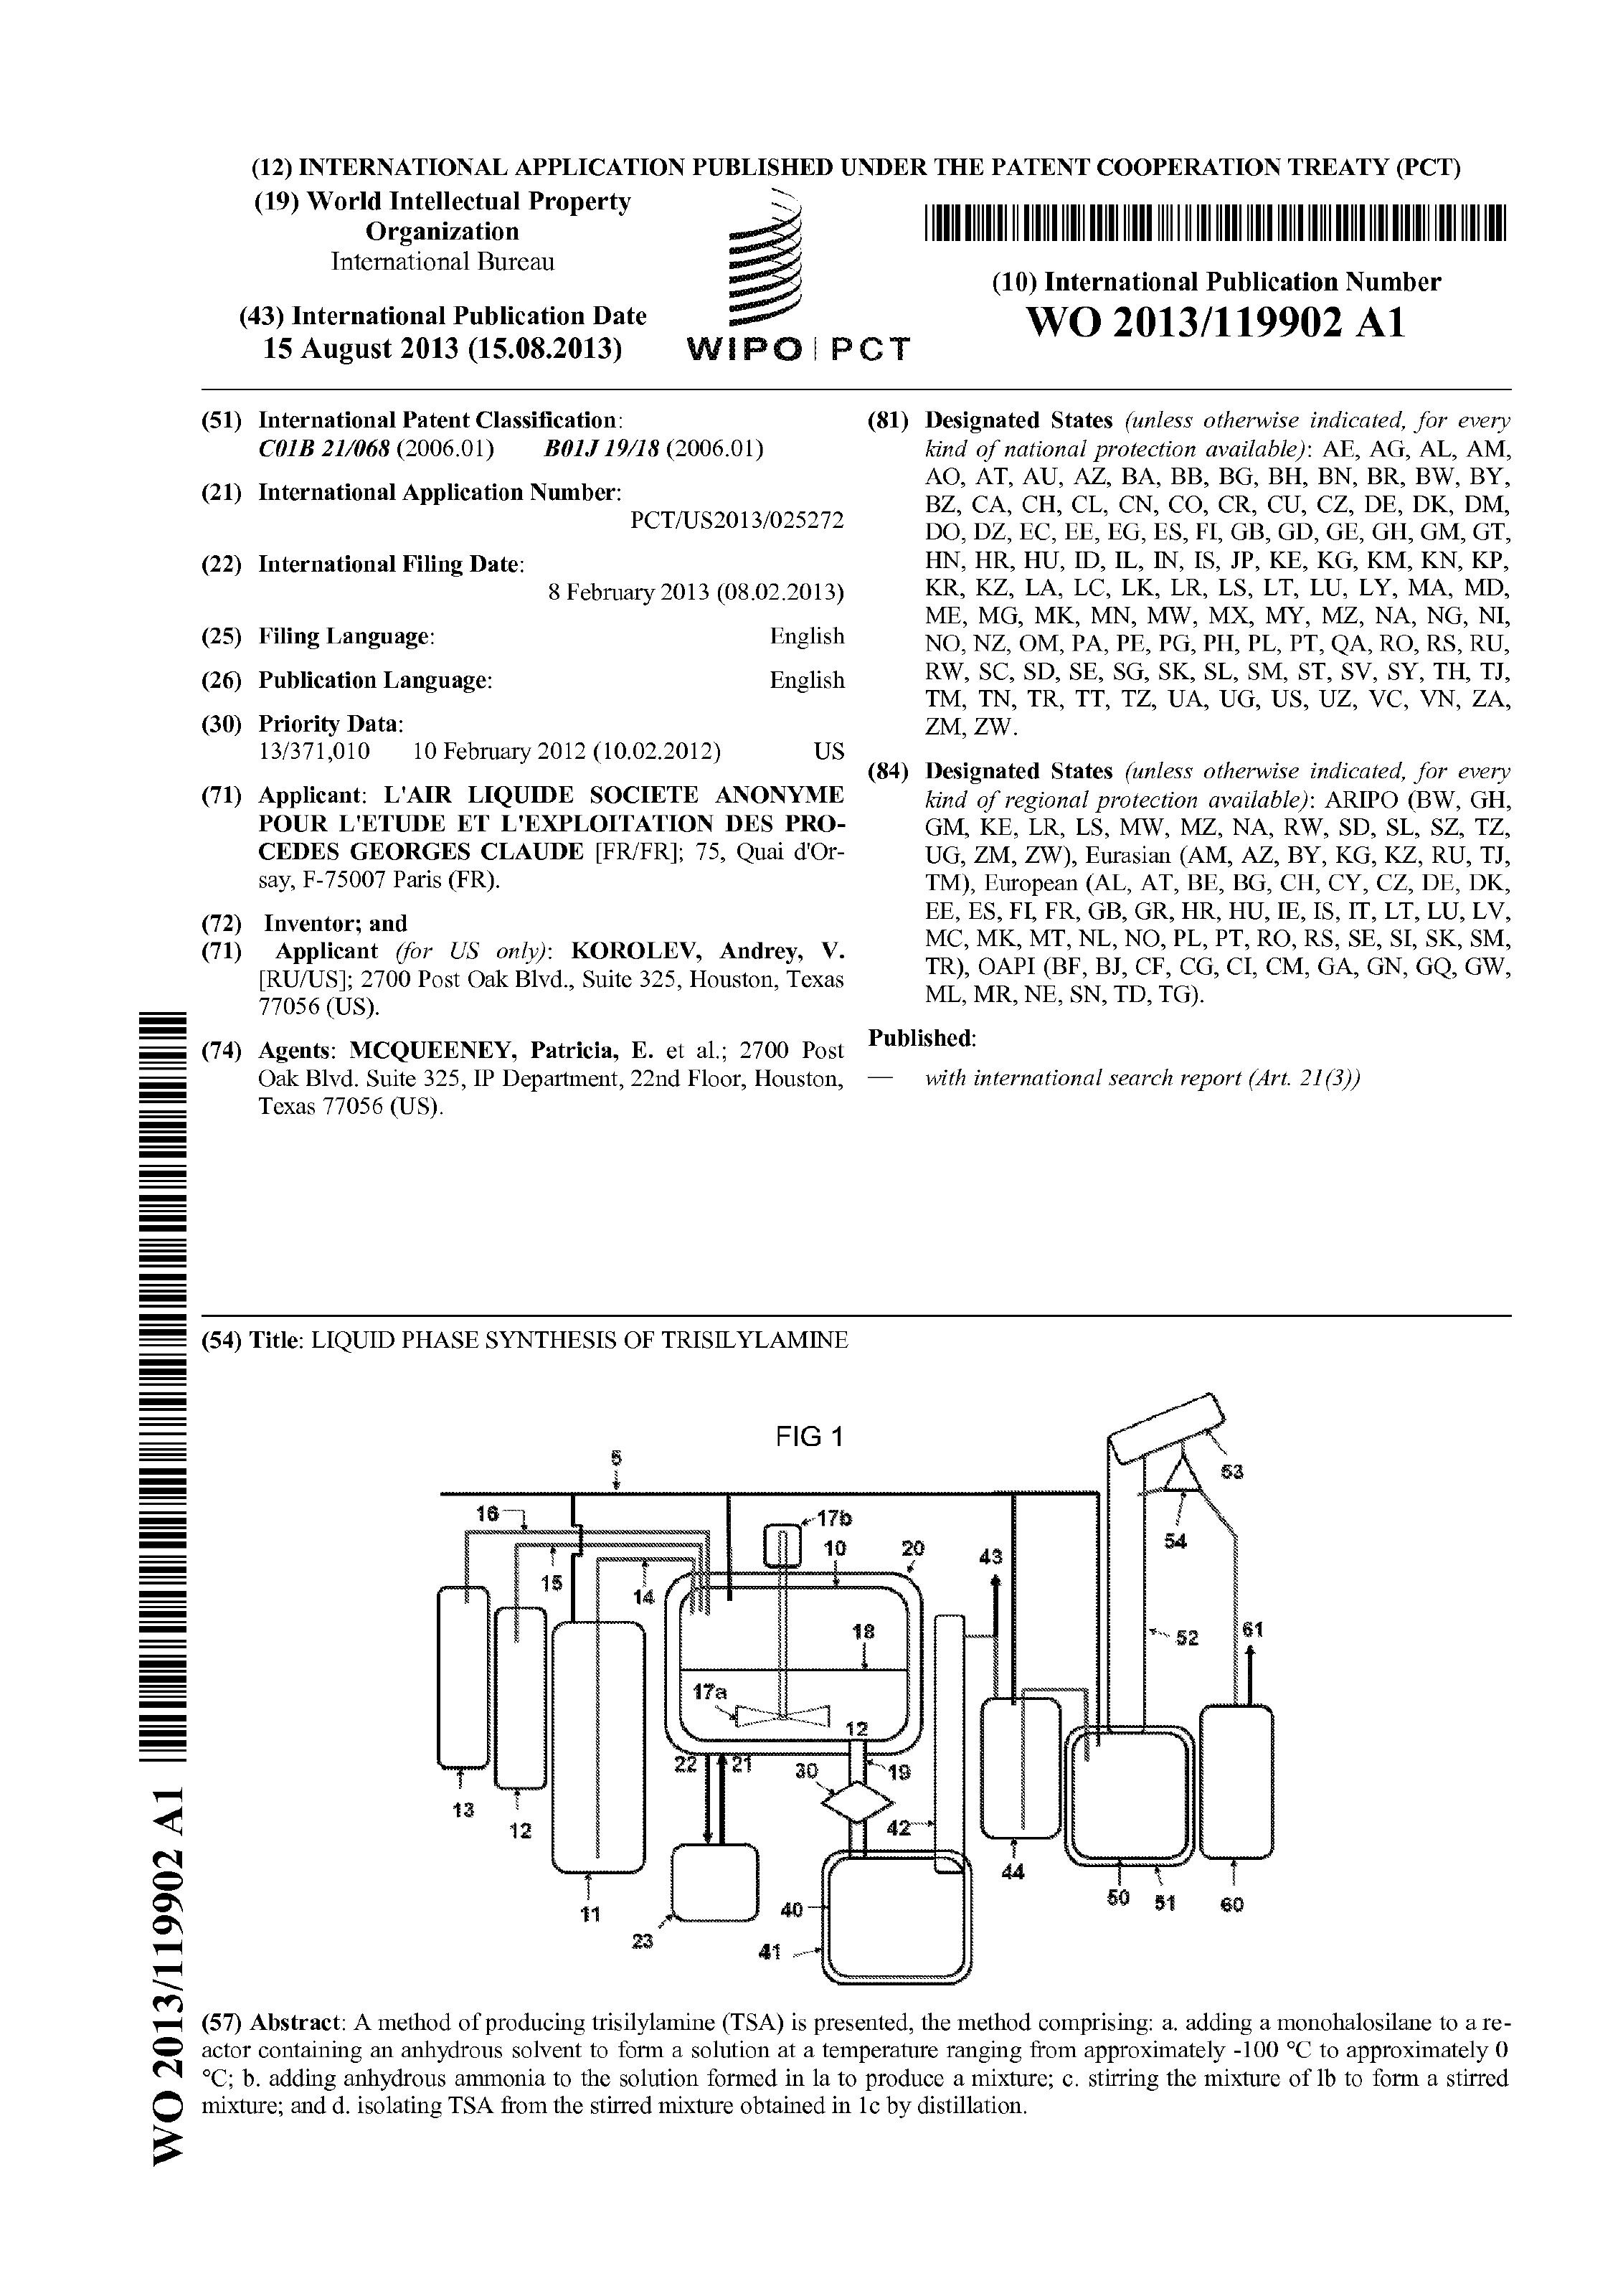 (12) INTERNATIONAL APPLICATION PUBLISHED UNDER THE PATENT COOPERATION TREATY (PCT)
(19) World Intellectual Property
Organization
International Bureau
(43) International Publication Date
15 August 2013 (15.08.2013)
WIPO | PCT
(10) International Publication Number
WO 2013/119902 A1
(51) International Patent Classification:
C01B 21/068 (2006.01) B01J 19/18 (2006.01)
(21) International Application Number:
PCT/US2013/025272
(22) International Filing Date:
8 February 2013 (08.02.2013)
(25) Filing Language: English
(26) Publication Language: English
(30) Priority Data:
13/371,010 10 February 2012 (10.02.2012) US
(71) Applicant: L'AIR LIQUIDE SOCIETE ANONYME
POUR L'ETUDE ET L'EXPLOITATION DES PRO-
CEDES GEORGES CLAUDE [FR/FR]; 75, Quai d'Or-
say, F-75007 Paris (FR).
(72) Inventor; and
(71) Applicant (for US only): KOROLEV, Andrey, V.
[RU/US]; 2700 Post Oak Blvd., Suite 325, Houston, Texas
77056 (US).
(74) Agents: MCQUEENEY, Patricia, E. et al.; 2700 Post
Oak Blvd. Suite 325, IP Department, 22nd Floor, Houston,
Texas 77056 (US).
(81) Designated States (unless otherwise indicated, for every
kind of national protection available): AE, AG, AL, AM,
AO, AT, AU, AZ, BA, BB, BG, BH, BN, BR, BW, BY,
BZ, CA, CH, CL, CN, CO, CR, CU, CZ, DE, DK, DM,
DO, DZ, EC, EE, EG, ES, FI, GB, GD, GE, GH, GM, GT,
HN, HR, HU, ID, IL, IN, IS, JP, KE, KG, KM, KN, KP,
KR, KZ, LA, LC, LK, LR, LS, LT, LU, LY, MA, MD,
ME, MG, MK, MN, MW, MX, MY, MZ, NA, NG, NI,
NO, NZ, OM, PA, PE, PG, PH, PL, PT, QA, RO, RS, RU,
RW, SC, SD, SE, SG, SK, SL, SM, ST, SV, SY, TH, TJ,
TM, TN, TR, TT, TZ, UA, UG, US, UZ, VC, VN, ZA,
ZM, ZW.
(84) Designated States (unless otherwise indicated, for every
kind of regional protection available): ARIPO (BW, GH,
GM, KE, LR, LS, MW, MZ, NA, RW, SD, SL, SZ, TZ,
UG, ZM, ZW), Eurasian (AM, AZ, BY, KG, KZ, RU, TJ,
TM), European (AL, AT, BE, BG, CH, CY, CZ, DE, DK,
EE, ES, FI, FR, GB, GR, HR, HU, IE, IS, IT, LT, LU, LV,
MC, MK, MT, NL, NO, PL, PT, RO, RS, SE, SI, SK, SM,
TR), OAPI (BF, BJ, CF, CG, CI, CM, GA, GN, GQ, GW,
ML, MR, NE, SN, TD, TG).
Published:
— with international search report (Art. 21(3))
(54) Title: LIQUID PHASE SYNTHESIS OF TRISILYLAMINE
FIG 1
5
53
16
17b
54
10
20
43
15
14
18
52
61
17a
12
22
21
30
19
13
12
42
44
11
40
50
51
60
23
41
(57) Abstract: A method of producing trisilylamine (TSA) is presented, the method comprising: a. adding a monohalosilane to a re-
actor containing an anhydrous solvent to form a solution at a temperature ranging from approximately -100 °C to approximately 0
°C; b. adding anhydrous ammonia to the solution formed in la to produce a mixture; c. stirring the mixture of lb to form a stirred
mixture; and d. isolating TSA from the stirred mixture obtained in 1c by distillation.
WO 2013/119902 A1